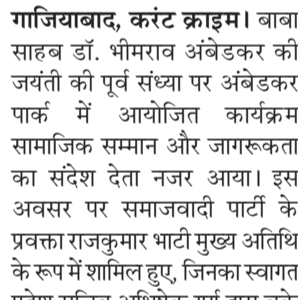 गाजियाबाद, करंट क्राइम। बाबा
साहब डॉ. भीमराव अंबेडकर की
जयंती की पूर्व संध्या पर अंबेडकर
पार्क में आयोजित कार्यक्रम
सामाजिक सम्मान और जागरूकता
का संदेश देता नजर आया। इस
अवसर पर समाजवादी पार्टी के
प्रवक्ता राजकुमार भाटी मुख्य अतिथि
के रूप में शामिल हुए, जिनका स्वागत